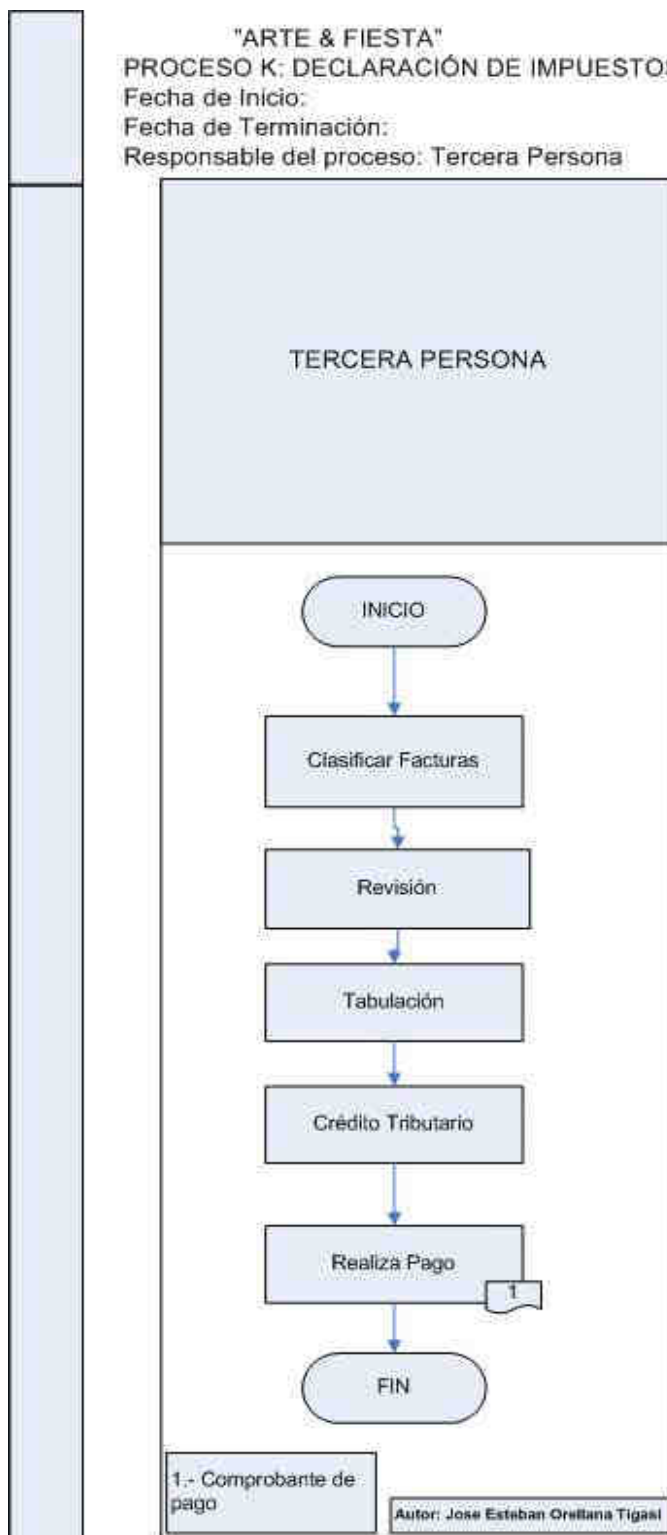 "ARTE & FIESTA"
PROCESO K: DECLARACIÓN DE IMPUESTOS
Fecha de Inicio:
Fecha de Terminación:
Responsable del proceso: Tercera Persona
TERCERA PERSONA
INICIO
Clasificar Facturas
Revisión
Tabulación
Crédito Tributario
Realiza Pago
1
FIN
1.- Comprobante de
pago
Autor: Jose Esteban Orellana Tigasi